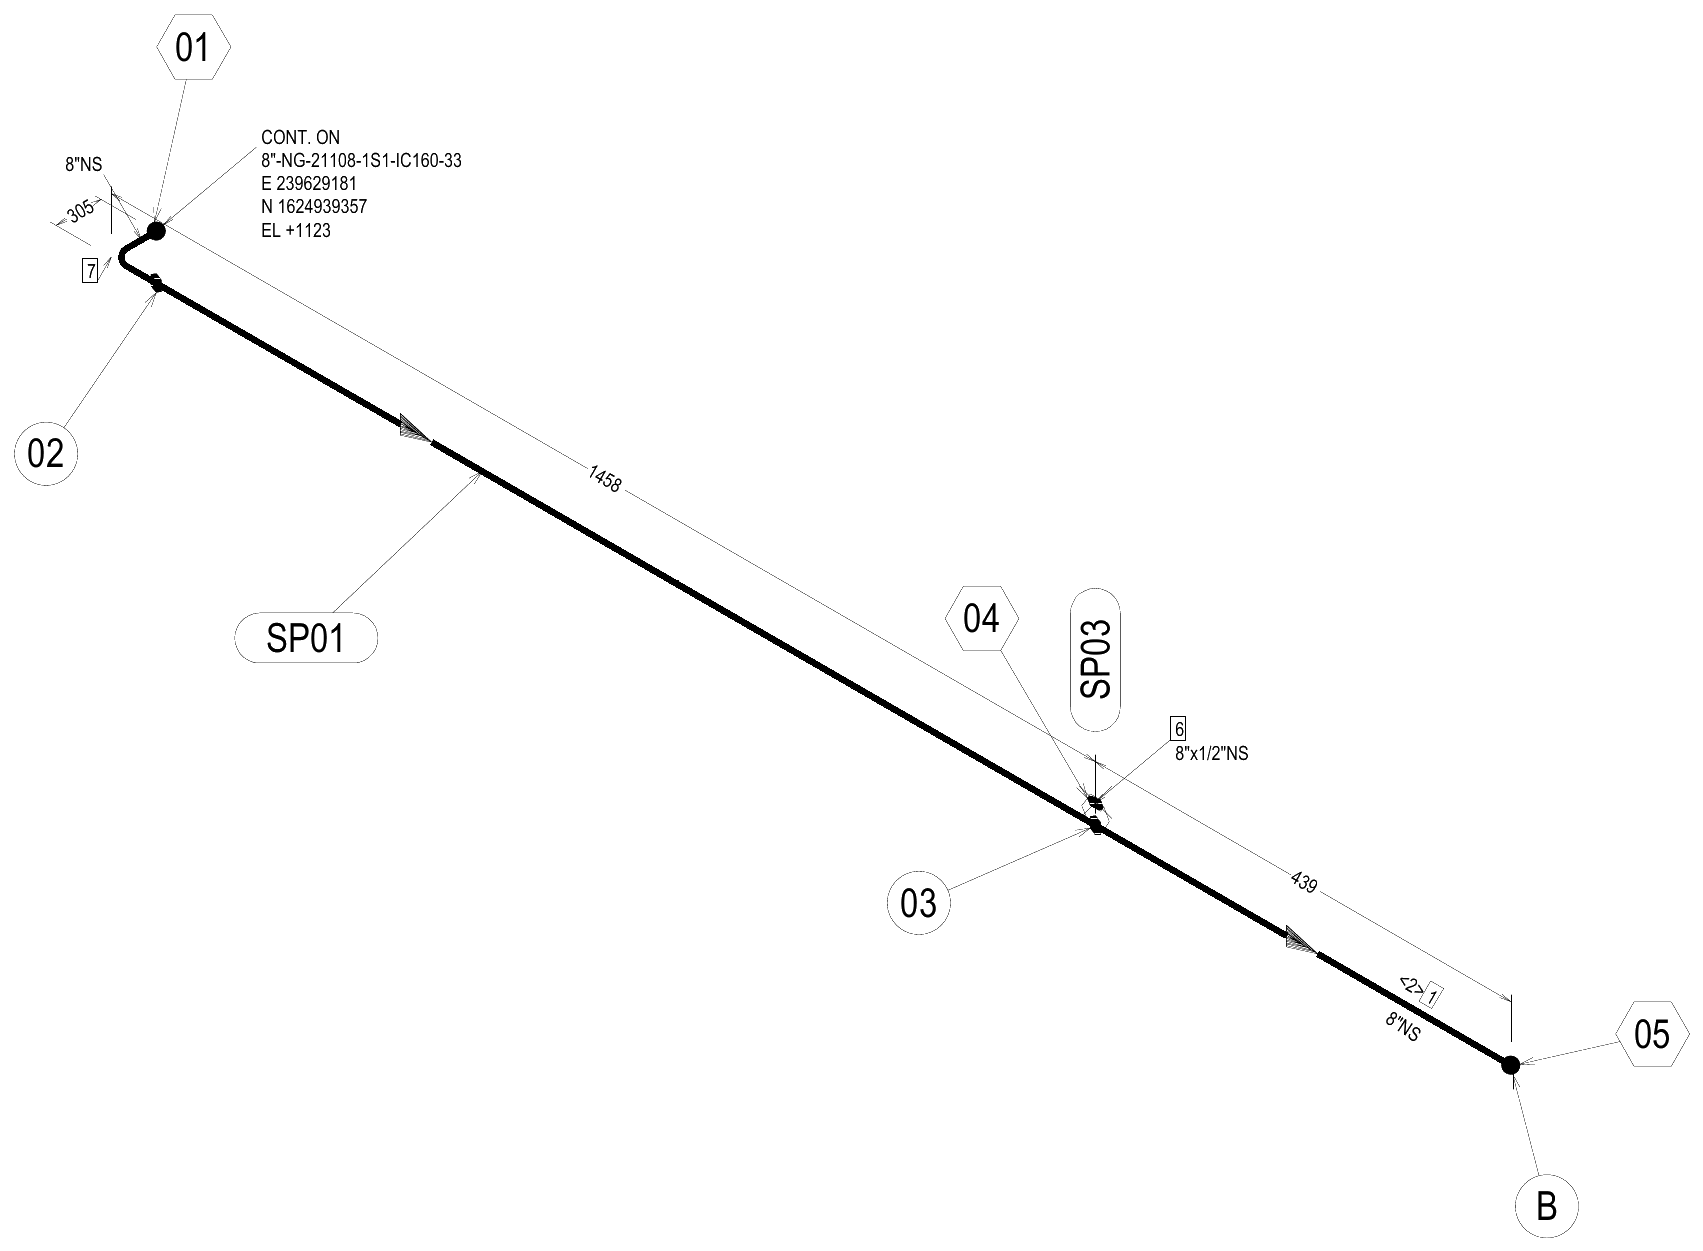 01
CONT. ON
8"-NG-21108-1S1-IC160-33
E 239629181
N 1624939357
EL +1123
8"NS
305
7
02
1458
SP01
04
SP03
6
8"x1/2"NS
03
439
<2> 1
8"NS
05
B